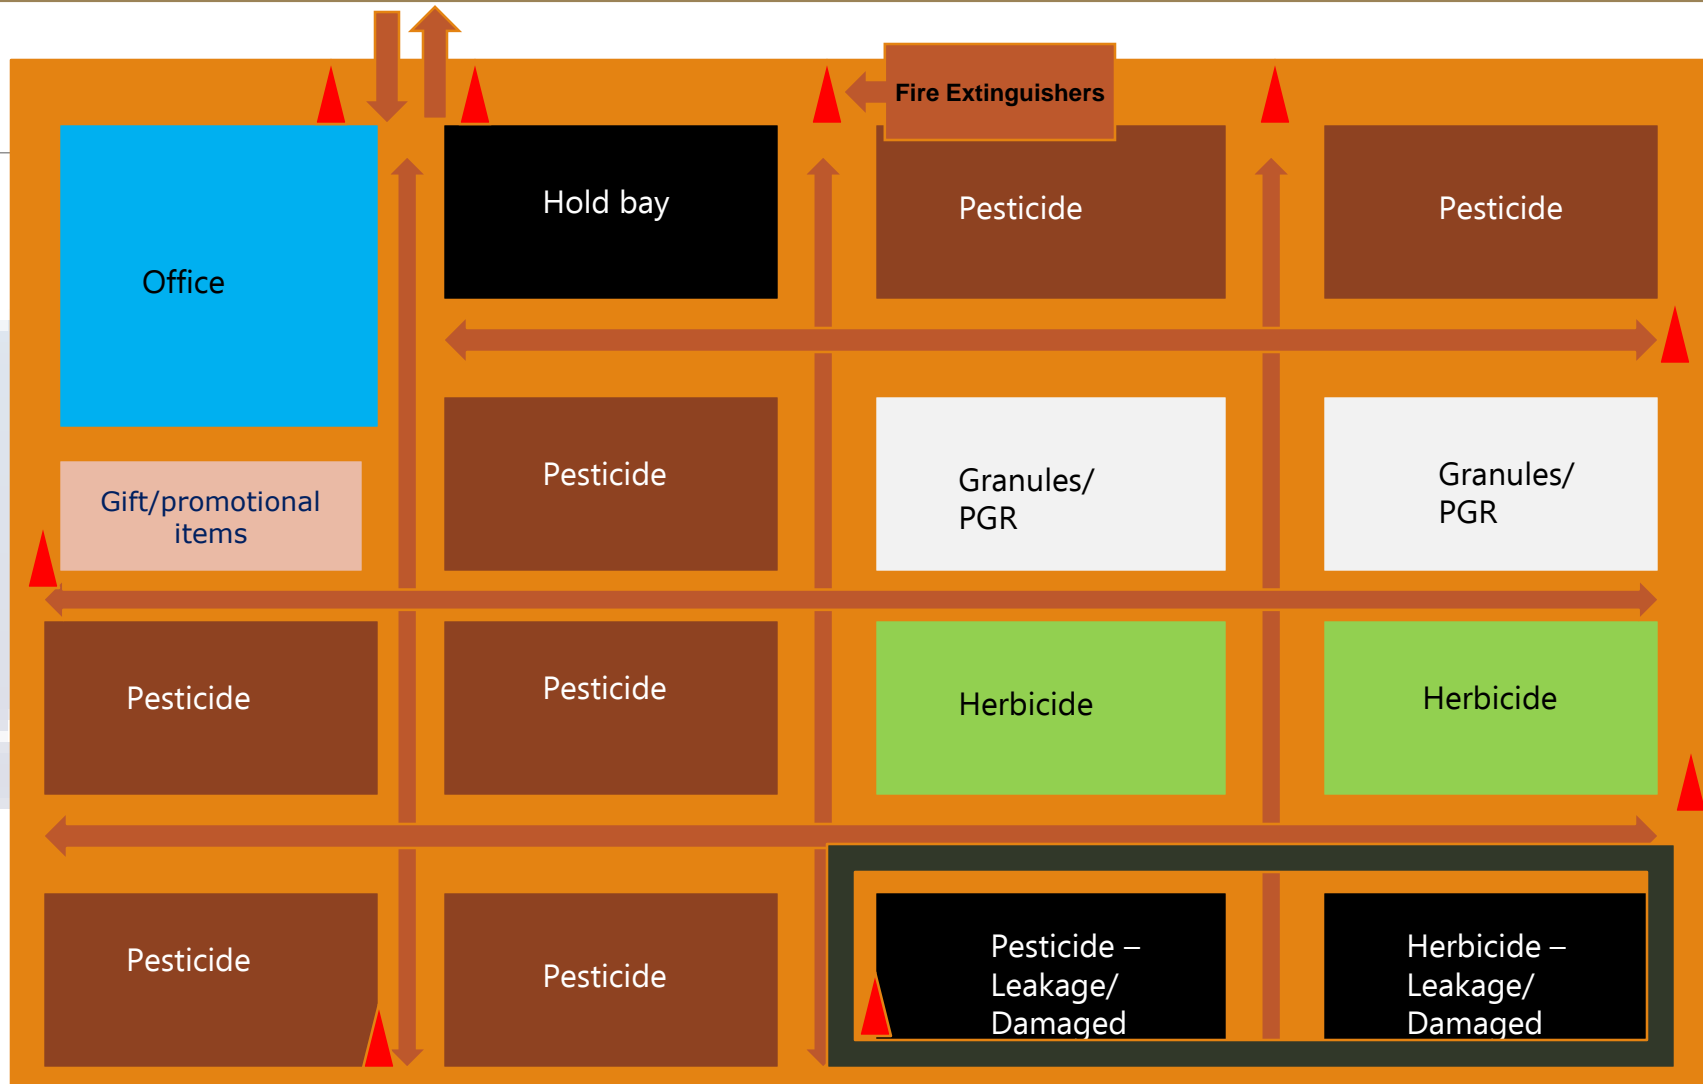 Fire Extinguishers
Office
Hold bay
Pesticide
Pesticide
Gift/promotional
items
Pesticide
Granules/
PGR
Granules/
PGR
Pesticide
Pesticide
Herbicide
Herbicide
Pesticide
Pesticide
Pesticide –
Leakage/
Damaged
Herbicide –
Leakage/
Damaged